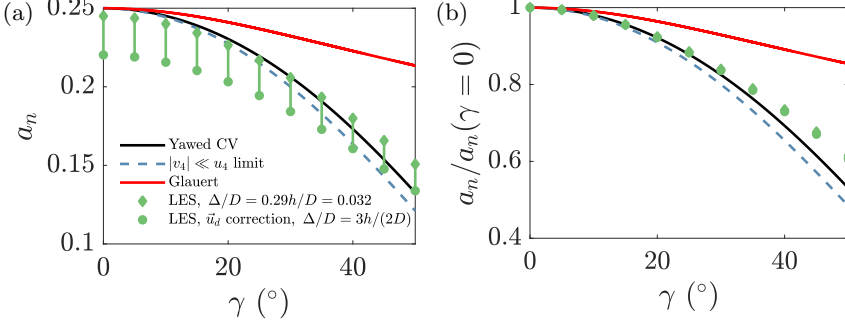 (a)
0.25
0.2
0.15
0.1
a_n
Yawed CV
|v_4| ≪ u_4 limit
Glauert
LES, Δ/D = 0.29h/D = 0.032
LES, \vec{u}_d correction, Δ/D = 3h/(2D)
0 20 40
γ (°)
(b)
1
0.8
0.6
0.4
a_n/a_n(γ = 0)
0 20 40
γ (°)